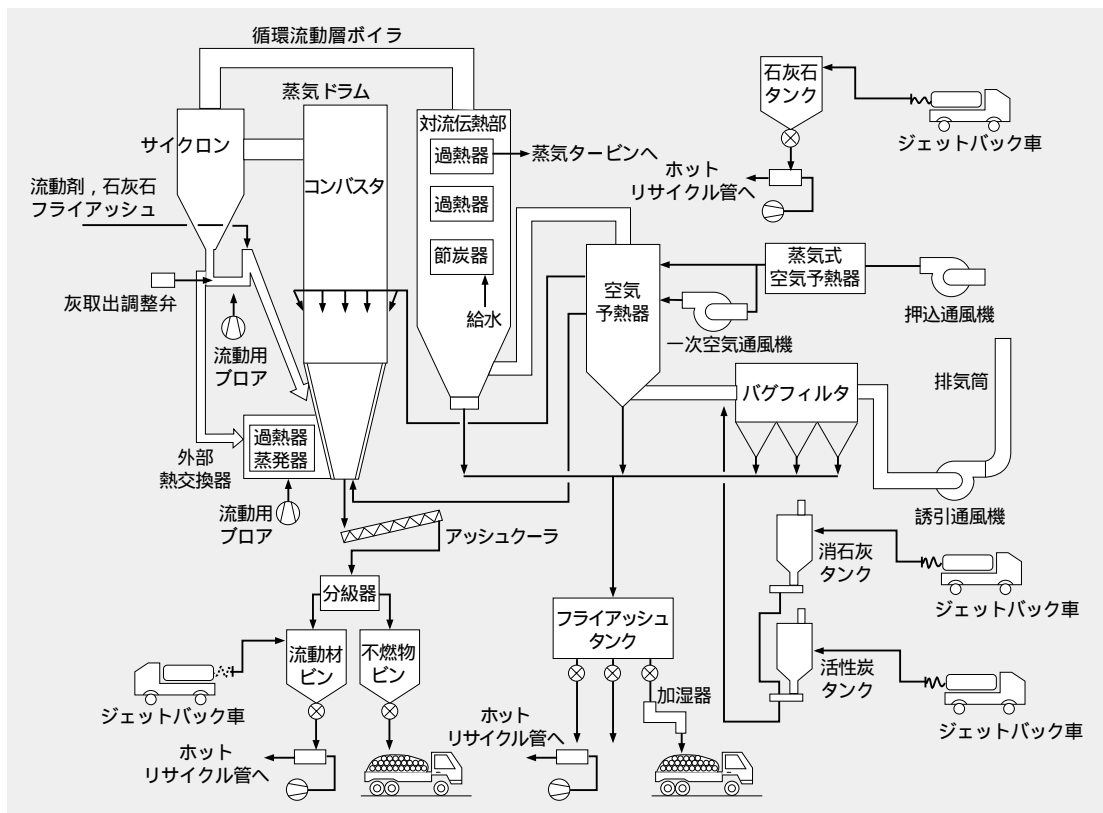 循環流動層ボイラ
蒸気ドラム
サイクロン
コンバスタ
対流伝熱部
過熱器
蒸気タービンへ
過熱器
節炭器
給水
流動剤，石灰石
フライアッシュ
灰取出調整弁
流動用
ブロア
過熱器
蒸発器
外部
熱交換器
流動用
ブロア
アッシュクーラ
分級器
流動材
ビン
不燃物
ビン
ジェットパック車
ホット
リサイクル管へ
石灰石
タンク
ジェットパック車
ホット
リサイクル管へ
空気
予熱器
蒸気式
空気予熱器
押込通風機
一次空気通風機
バグフィルタ
排気筒
誘引通風機
消石灰
タンク
ジェットパック車
活性炭
タンク
ジェットパック車
フライアッシュ
タンク
加湿器
ホット
リサイクル管へ